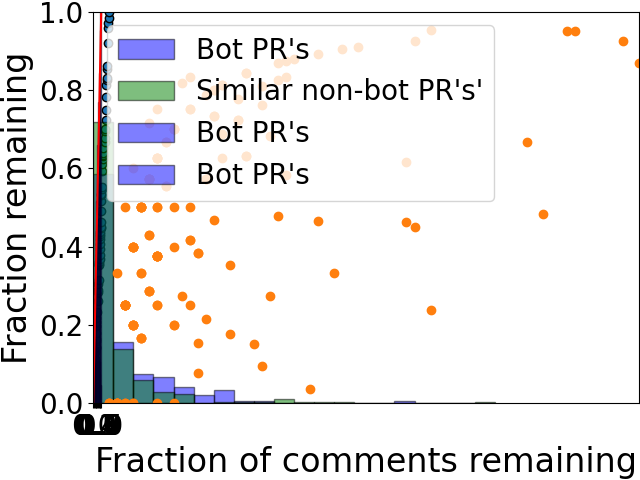 1.0
0.8
0.6
0.4
0.2
0.0
Fraction remaining
Bot PR's
Similar non-bot PR's'
Bot PR's
Bot PR's
Fraction of comments remaining